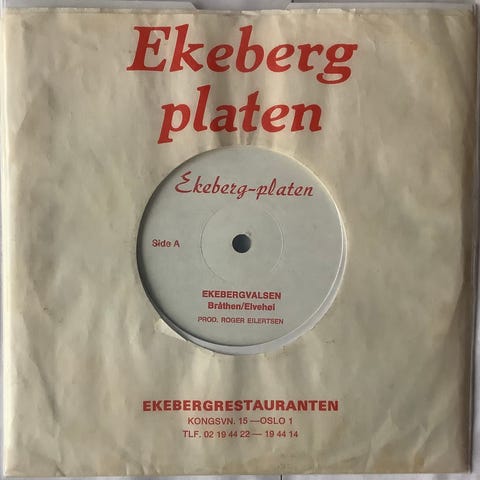 Ekeberg
platen
Ekeberg-platen
Side A
EKEBERGVALSEN
Bråthen/Elvehøi
PROD. ROGER EILERTSEN
EKEBERGRESTAURANTEN
KONGSVN. 15 — OSLO 1
TLF. 02 19 44 22 — 19 44 14